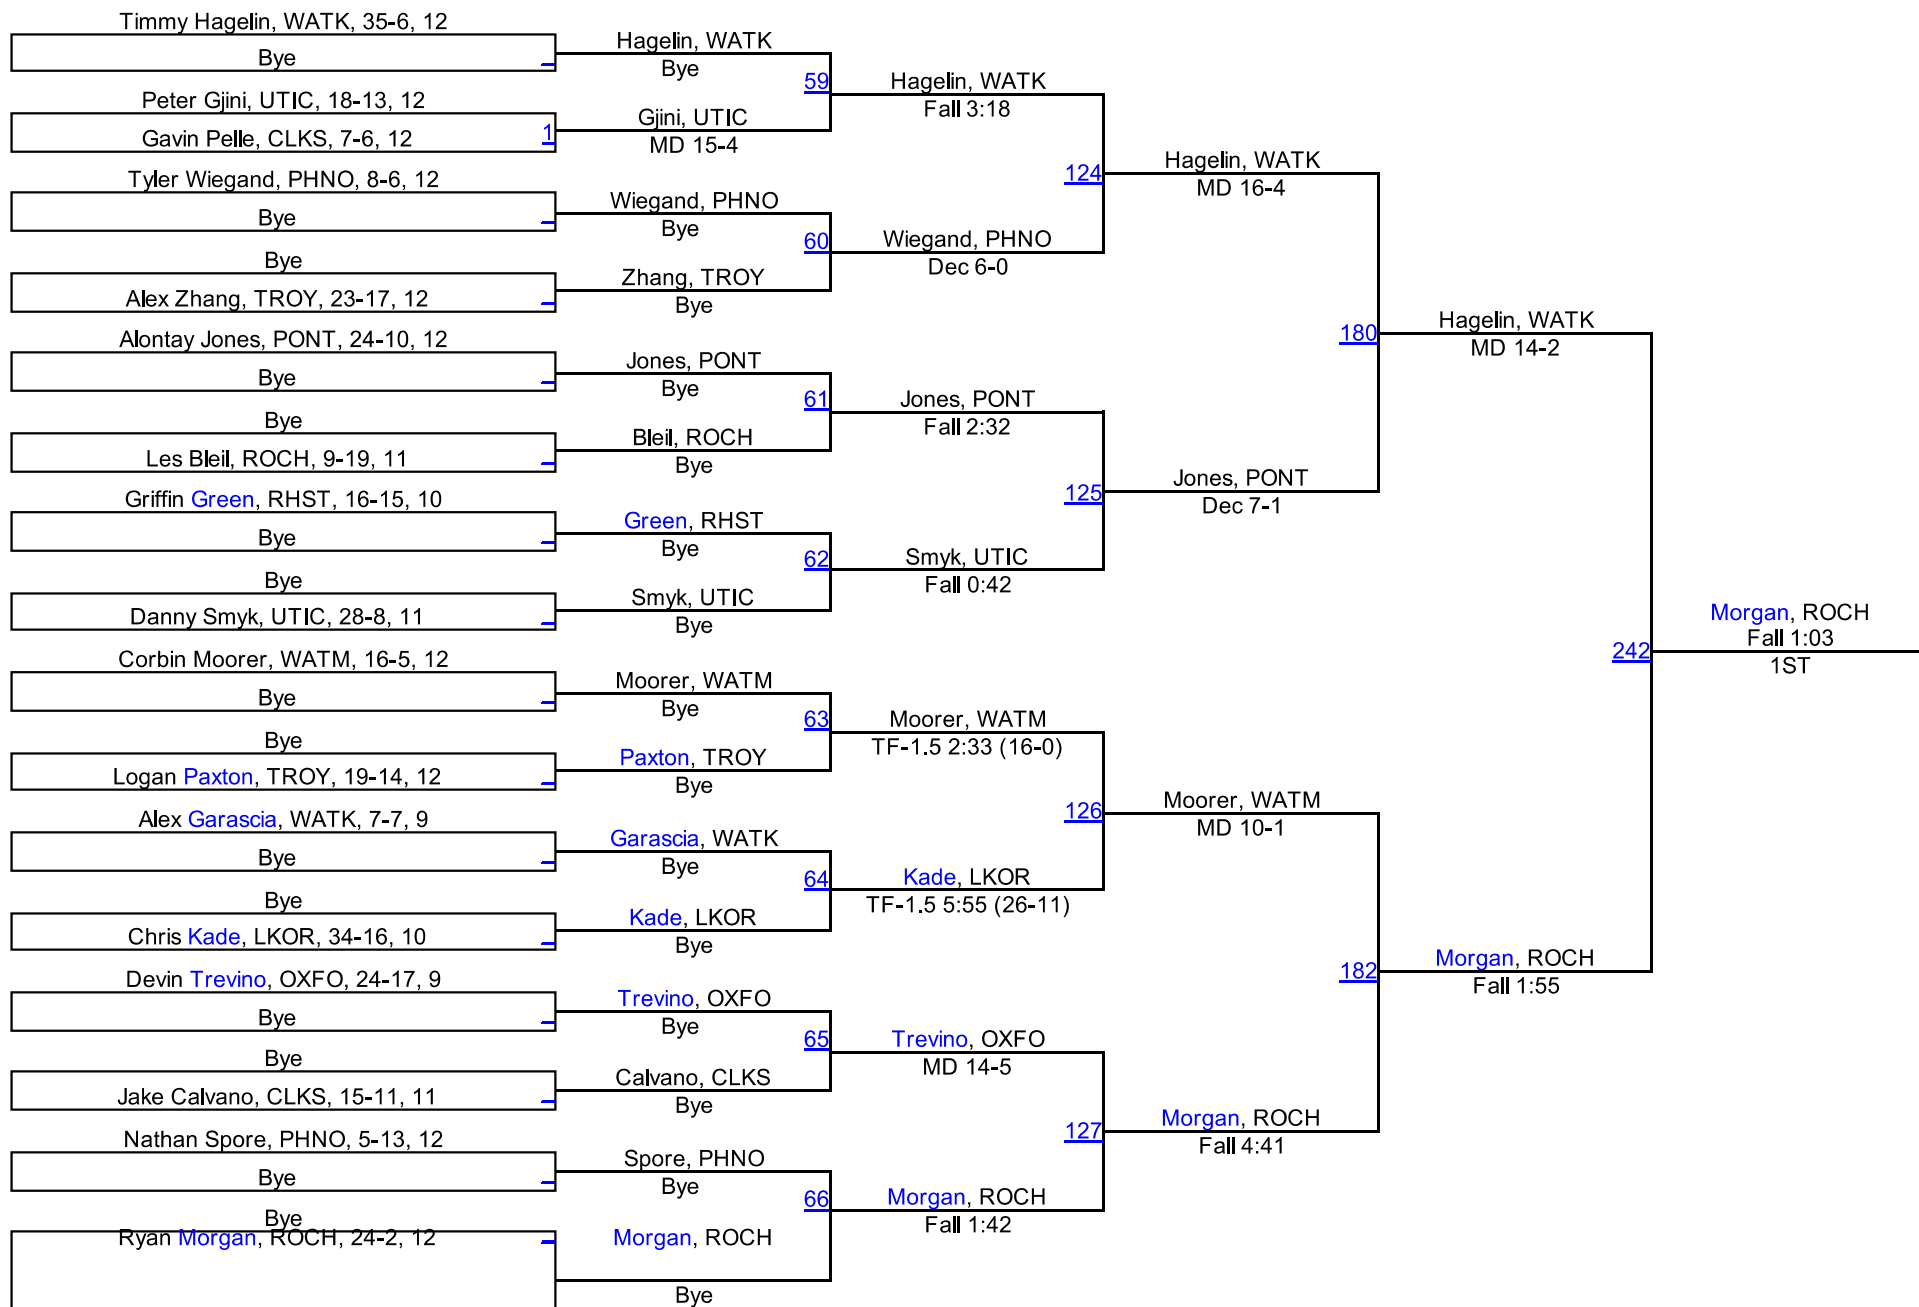 Timmy Hagelin, WATK, 35-6, 12
Bye
Peter Gjini, UTIC, 18-13, 12
Gavin Pelle, CLKS, 7-6, 12
1
Tyler Wiegand, PHNO, 8-6, 12
Bye
Bye
Alex Zhang, TROY, 23-17, 12
Alontay Jones, PONT, 24-10, 12
Bye
Bye
Les Bleil, ROCH, 9-19, 11
Griffin Green, RHST, 16-15, 10
Bye
Bye
Danny Smyk, UTIC, 28-8, 11
Corbin Moorer, WATM, 16-5, 12
Bye
Bye
Logan Paxton, TROY, 19-14, 12
Alex Garascia, WATK, 7-7, 9
Bye
Bye
Chris Kade, LKOR, 34-16, 10
Devin Trevino, OXFO, 24-17, 9
Bye
Bye
Jake Calvano, CLKS, 15-11, 11
Nathan Spore, PHNO, 5-13, 12
Bye
Bye
Ryan Morgan, ROCH, 24-2, 12
Hagelin, WATK
Bye
59
Gjini, UTIC
MD 15-4
Wiegand, PHNO
Bye
60
Zhang, TROY
Bye
Jones, PONT
Bye
61
Bleil, ROCH
Bye
Green, RHST
Bye
62
Smyk, UTIC
Bye
Moorer, WATM
Bye
63
Paxton, TROY
Bye
Garascia, WATK
Bye
64
Kade, LKOR
Bye
Trevino, OXFO
Bye
65
Calvano, CLKS
Bye
Spore, PHNO
Bye
66
Morgan, ROCH
Bye
Hagelin, WATK
Fall 3:18
124
Wiegand, PHNO
Dec 6-0
Jones, PONT
Fall 2:32
125
Smyk, UTIC
Fall 0:42
Moorer, WATM
TF-1.5 2:33 (16-0)
126
Kade, LKOR
TF-1.5 5:55 (26-11)
Trevino, OXFO
MD 14-5
127
Morgan, ROCH
Fall 1:42
Hagelin, WATK
MD 16-4
180
Jones, PONT
Dec 7-1
Moorer, WATM
MD 10-1
182
Morgan, ROCH
Fall 4:41
Hagelin, WATK
MD 14-2
242
Morgan, ROCH
Fall 1:55
Morgan, ROCH
Fall 1:03
1ST